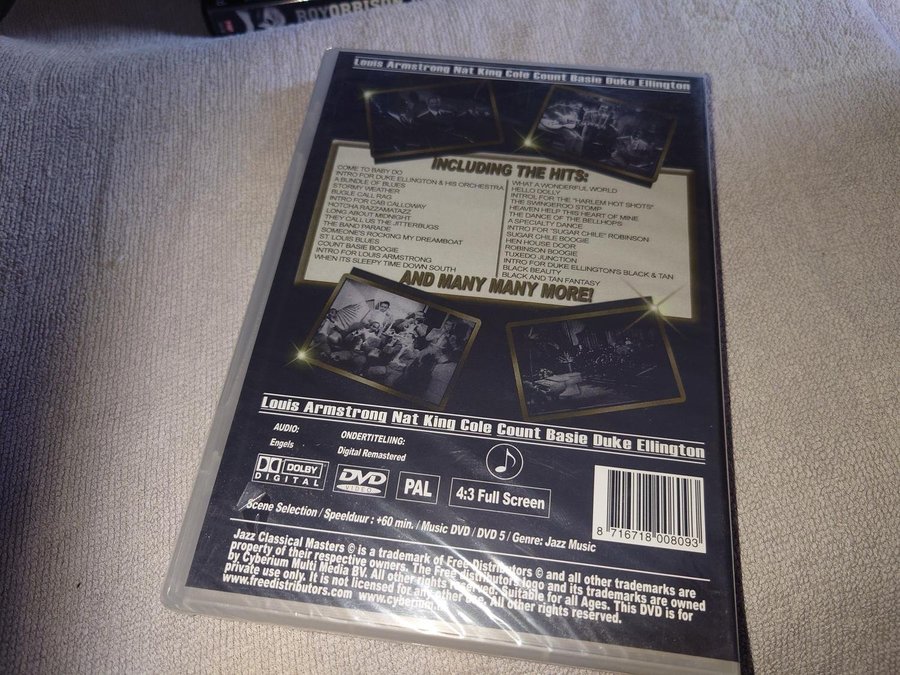 ROY ORBISON
Louis Armstrong Nat King Cole Count Basie Duke Ellington
INCLUDING THE HITS:
COME TO BABY DO
INTRO FOR DUKE ELLINGTON & HIS ORCHESTRA
A BUNDLE OF BLUES
STORMY WEATHER
BUGLE CALL RAG
INTRO FOR CAB CALLOWAY
HOTCHA RAZZAMATAZZ
LONG ABOUT MIDNIGHT
THEY CALL US THE JITTERBUGS
THE BAND PARADE
SOMEONE'S ROCKING MY DREAMBOAT
ST. LOUIS BLUES
COUNT BASIE BOOGIE
INTRO FOR LOUIS ARMSTRONG
WHEN ITS SLEEPY TIME DOWN SOUTH
WHAT A WONDERFUL WORLD
HELLO DOLLY
INTROL FOR THE "HARLEM HOT SHOTS"
THE SWINGEROO STOMP
HEAVEN HELP THIS HEART OF MINE
THE DANCE OF THE BELLHOPS
A SPECIALTY DANCE
INTRO FOR "SUGAR CHILE" ROBINSON
SUGAR CHILE BOOGIE
HEN HOUSE DOOR
ROBINSON BOOGIE
TUXEDO JUNCTION
INTRO FOR DUKE ELLINGTON'S BLACK & TAN
BLACK BEAUTY
BLACK AND TAN FANTASY
AND MANY MANY MORE!
Louis Armstrong Nat King Cole Count Basie Duke Ellington
AUDIO:
Engels
ONDERTITELIING:
Digital Remastered
DOLBY
DIGITAL
DVD
VIDEO
PAL
4:3 Full Screen
8 716718 008093
Scene Selection / Speelduur : +60 min. / Music DVD / DVD 5 / Genre: Jazz Music
Jazz Classical Masters © is a trademark of Free Distributors © and all other trademarks are
property of their respective owners. The Free distributors logo and its trademarks are owned
by Cyberium Multi Media BV. All other rights reserved. Suitable for all Ages. This DVD is for
private use only. It is not licensed for any other use. All other rights reserved.
www.freedistributors.com www.cyberium.nl